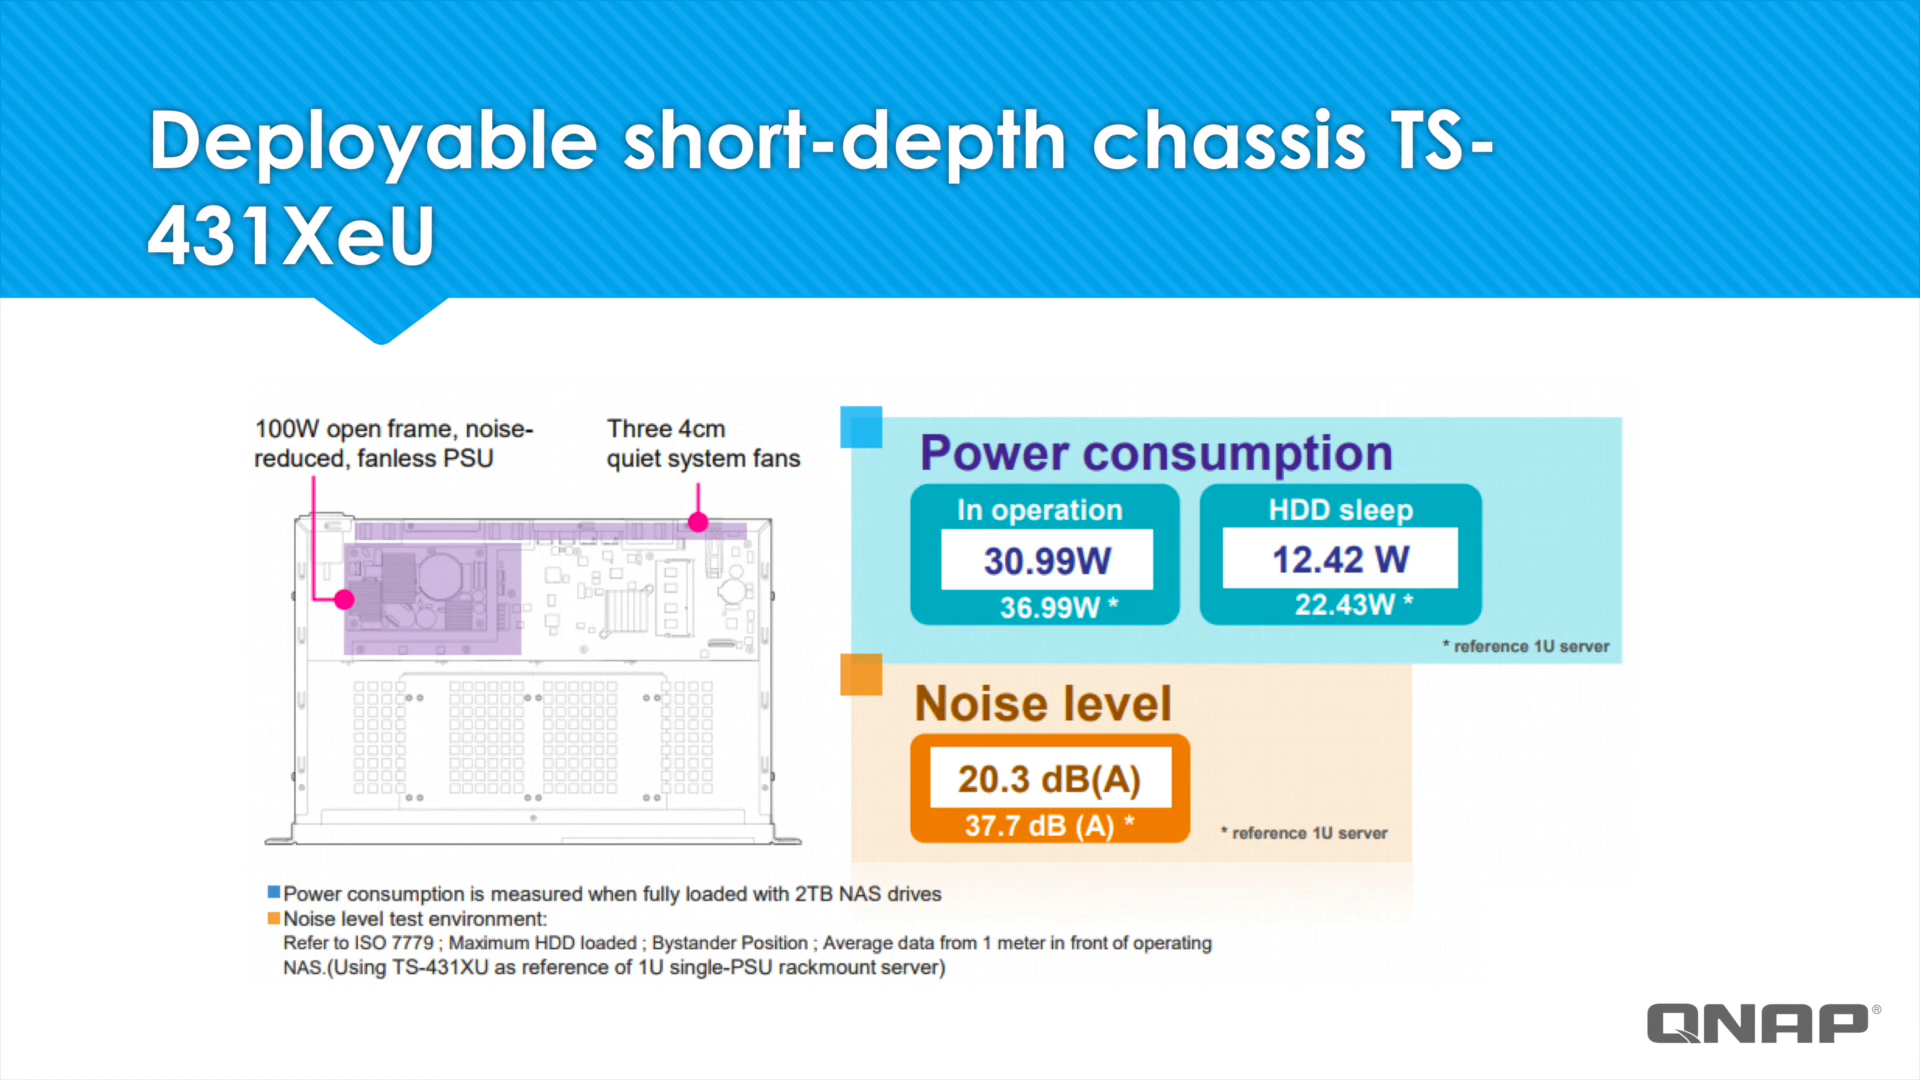 Deployable short-depth chassis TS-
431XeU
100W open frame, noise-
reduced, fanless PSU
Three 4cm
quiet system fans
Power consumption
In operation
30.99W
36.99W *
HDD sleep
12.42 W
22.43W *
* reference 1U server
Noise level
20.3 dB(A)
37.7 dB (A) *
* reference 1U server
Power consumption is measured when fully loaded with 2TB NAS drives
Noise level test environment:
Refer to ISO 7779 ; Maximum HDD loaded ; Bystander Position ; Average data from 1 meter in front of operating
NAS.(Using TS-431XU as reference of 1U single-PSU rackmount server)
QNAP®